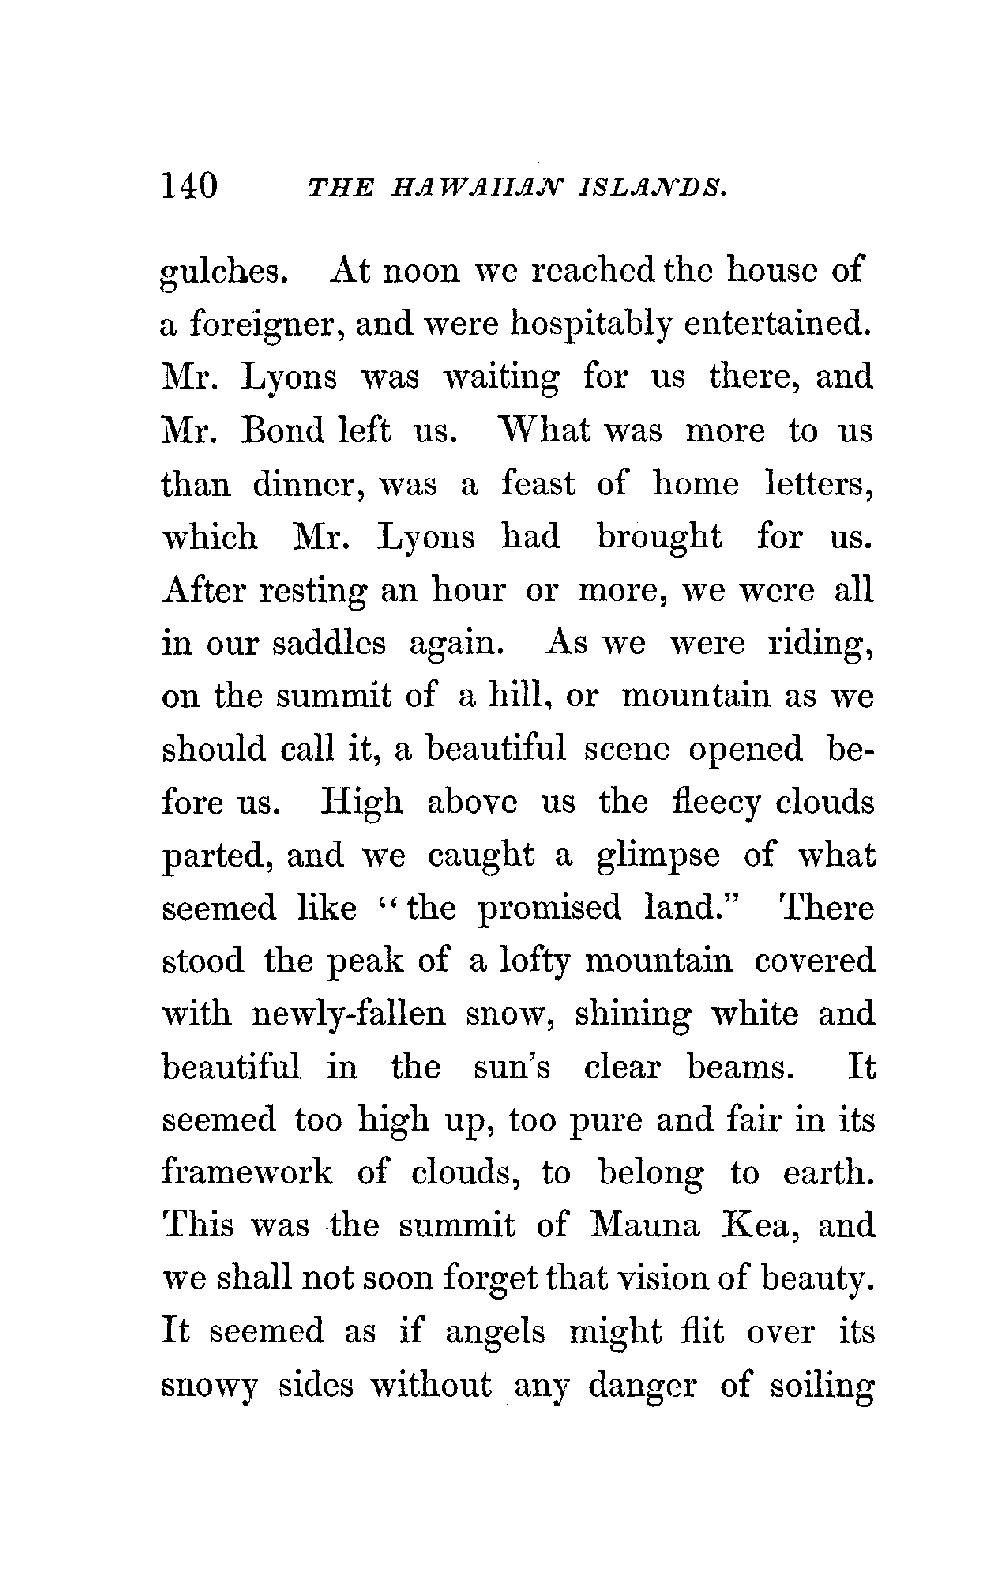 140 THE HAWAIIAN ISLANDS.
gulches. At noon we reached the house of
a foreigner, and were hospitably entertained.
Mr. Lyons was waiting for us there, and
Mr. Bond left us. What was more to us
than dinner, was a feast of home letters,
which Mr. Lyons had brought for us.
After resting an hour or more, we were all
in our saddles again. As we were riding,
on the summit of a hill, or mountain as we
should call it, a beautiful scene opened be-
fore us. High above us the fleecy clouds
parted, and we caught a glimpse of what
seemed like “the promised land.” There
stood the peak of a lofty mountain covered
with newly-fallen snow, shining white and
beautiful in the sun's clear beams. It
seemed too high up, too pure and fair in its
framework of clouds, to belong to earth.
This was the summit of Mauna Kea, and
we shall not soon forget that vision of beauty.
It seemed as if angels might flit over its
snowy sides without any danger of soiling